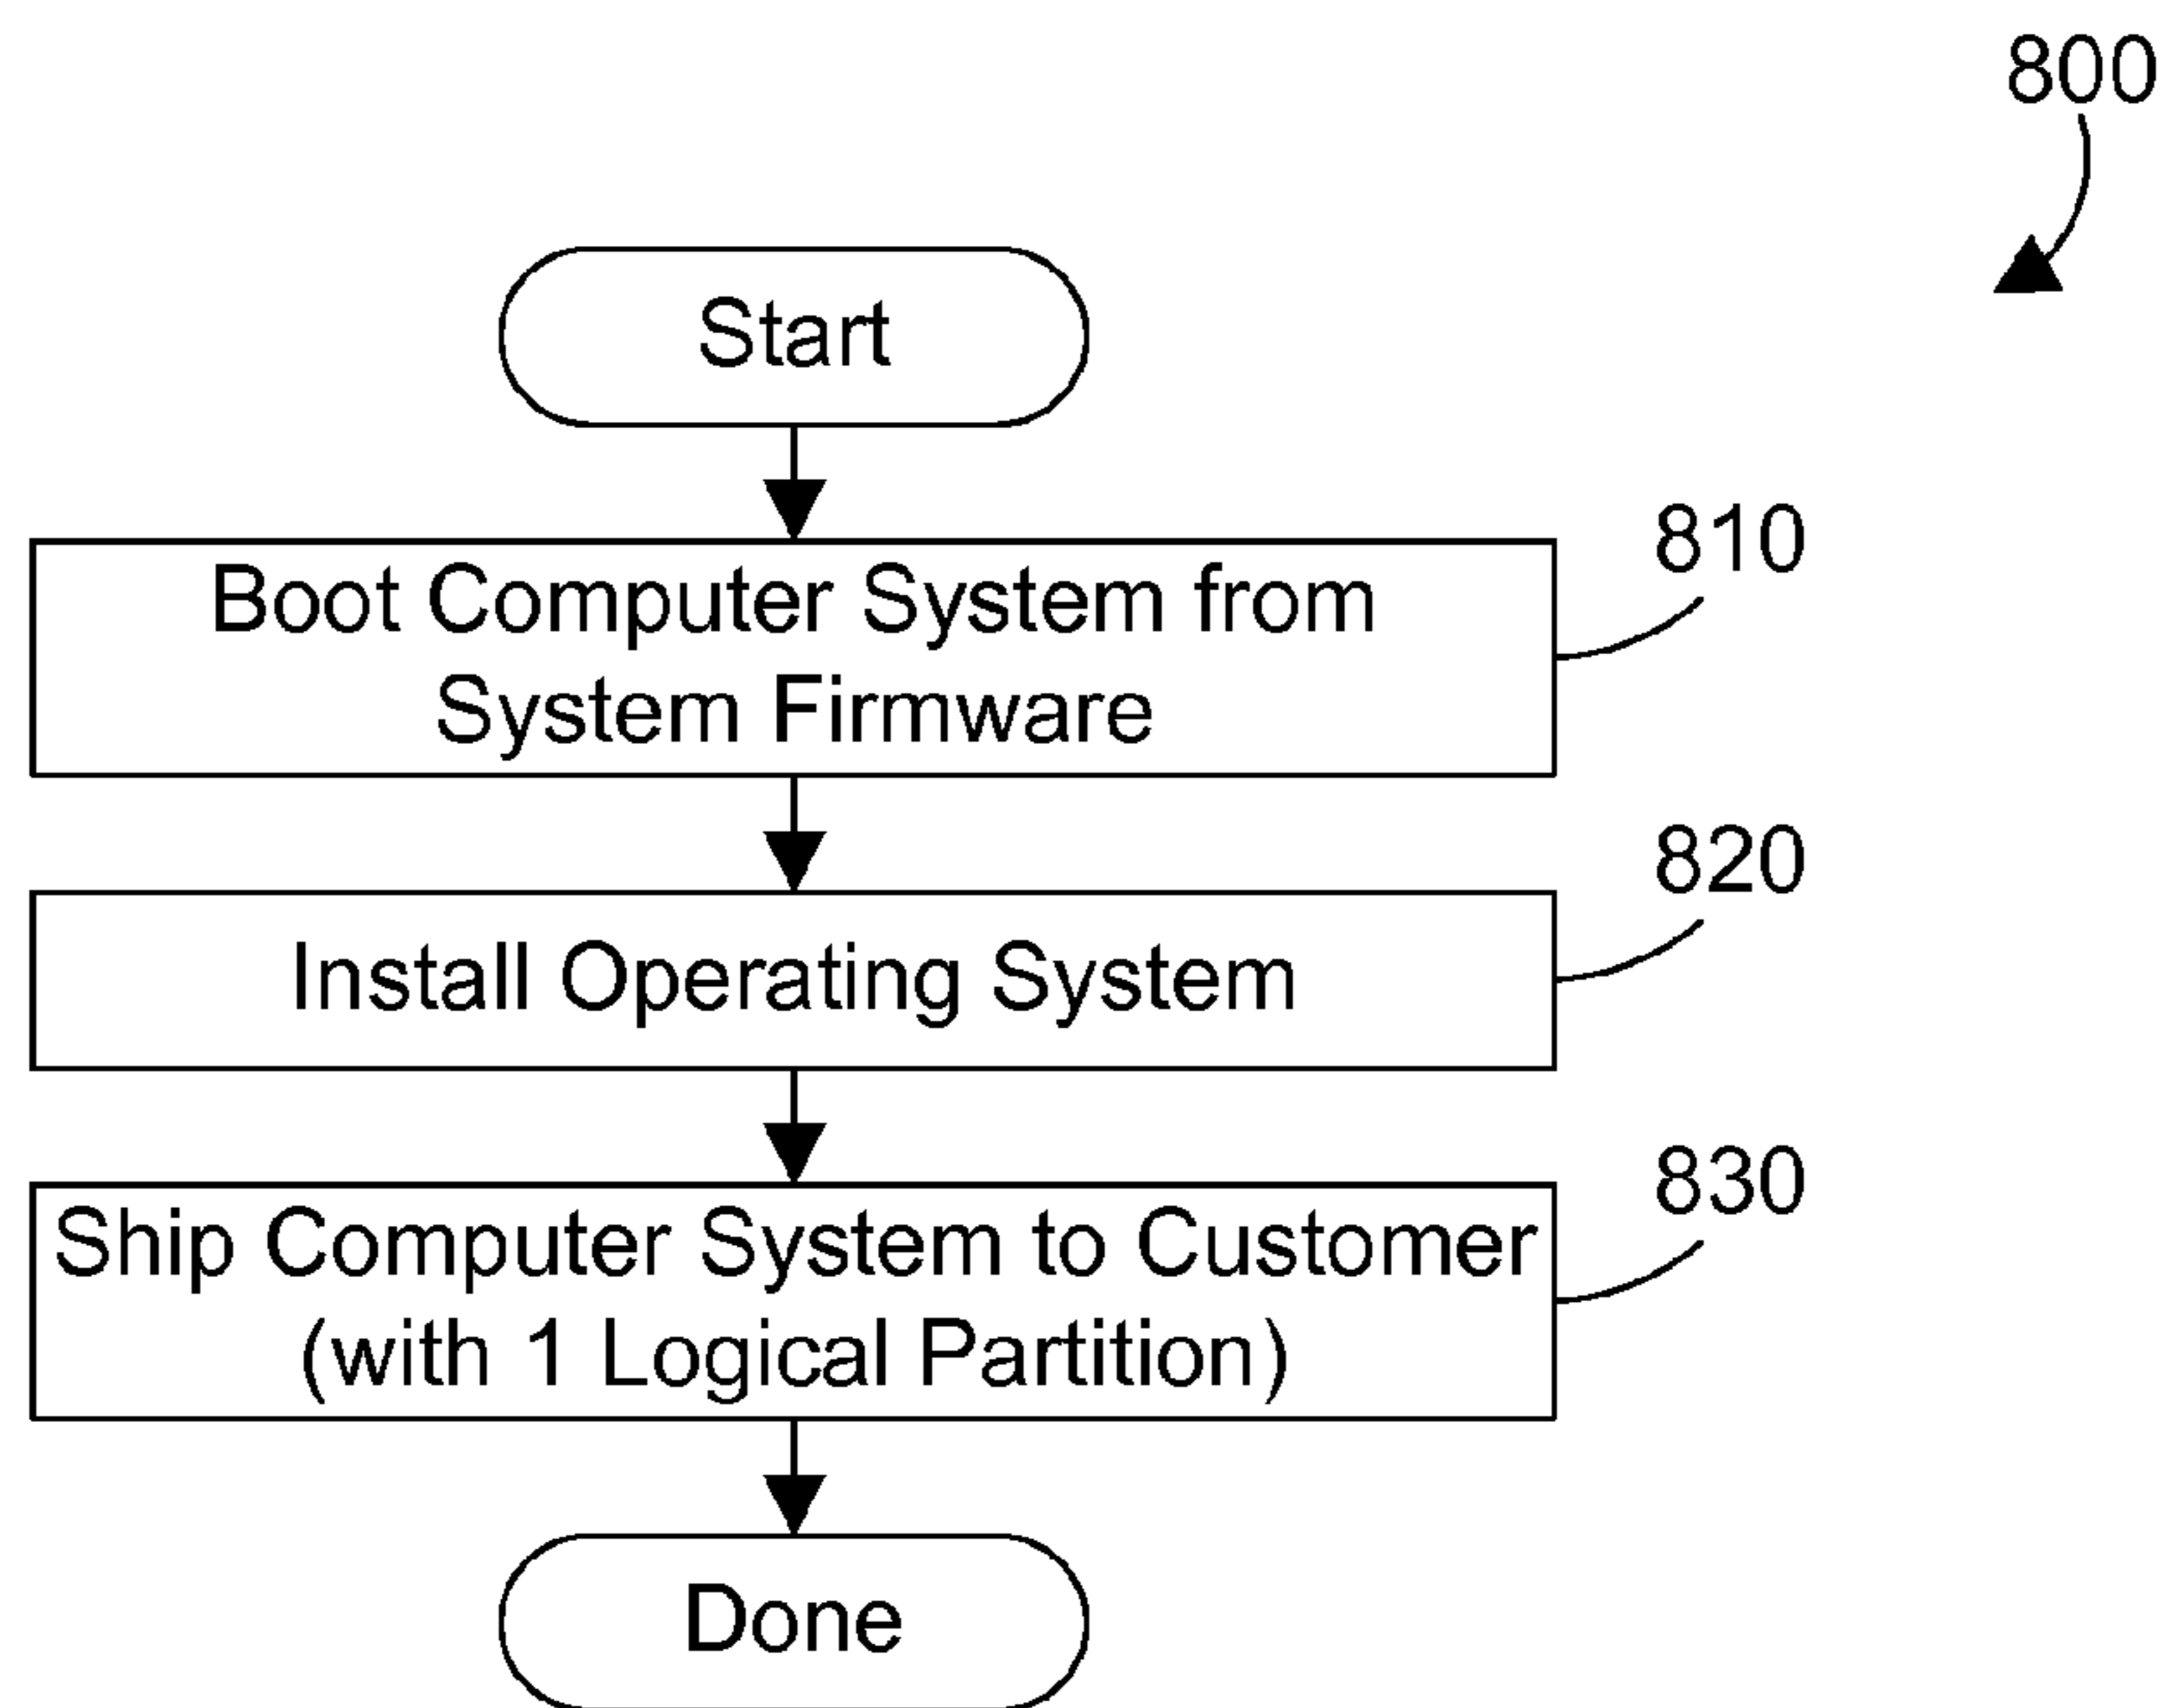 800
Start
810
Boot Computer System from
System Firmware
820
Install Operating System
830
Ship Computer System to Customer
(with 1 Logical Partition)
Done